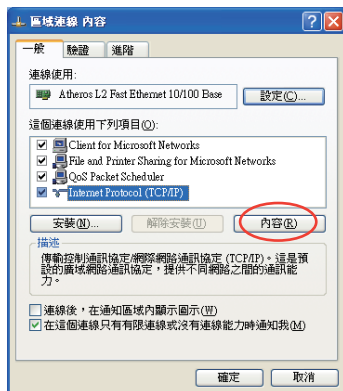 區域連線 內容
一般
驗證
進階
連線使用:
Atheros L2 Fast Ethernet 10/100 Base
設定(C)...
這個連線使用下列項目(O):
Client for Microsoft Networks
File and Printer Sharing for Microsoft Networks
QoS Packet Scheduler
Internet Protocol (TCP/IP)
安裝(N)...
解除安裝(U)
內容(R)
描述
傳輸控制通訊協定/網際網路通訊協定 (TCP/IP)。這是預
設的廣域網路通訊協定，提供不同網路之間的通訊能
力。
連線後，在通知區域內顯示圖示(W)
在這個連線只有有限連線或沒有連線能力時通知我(M)
確定
取消